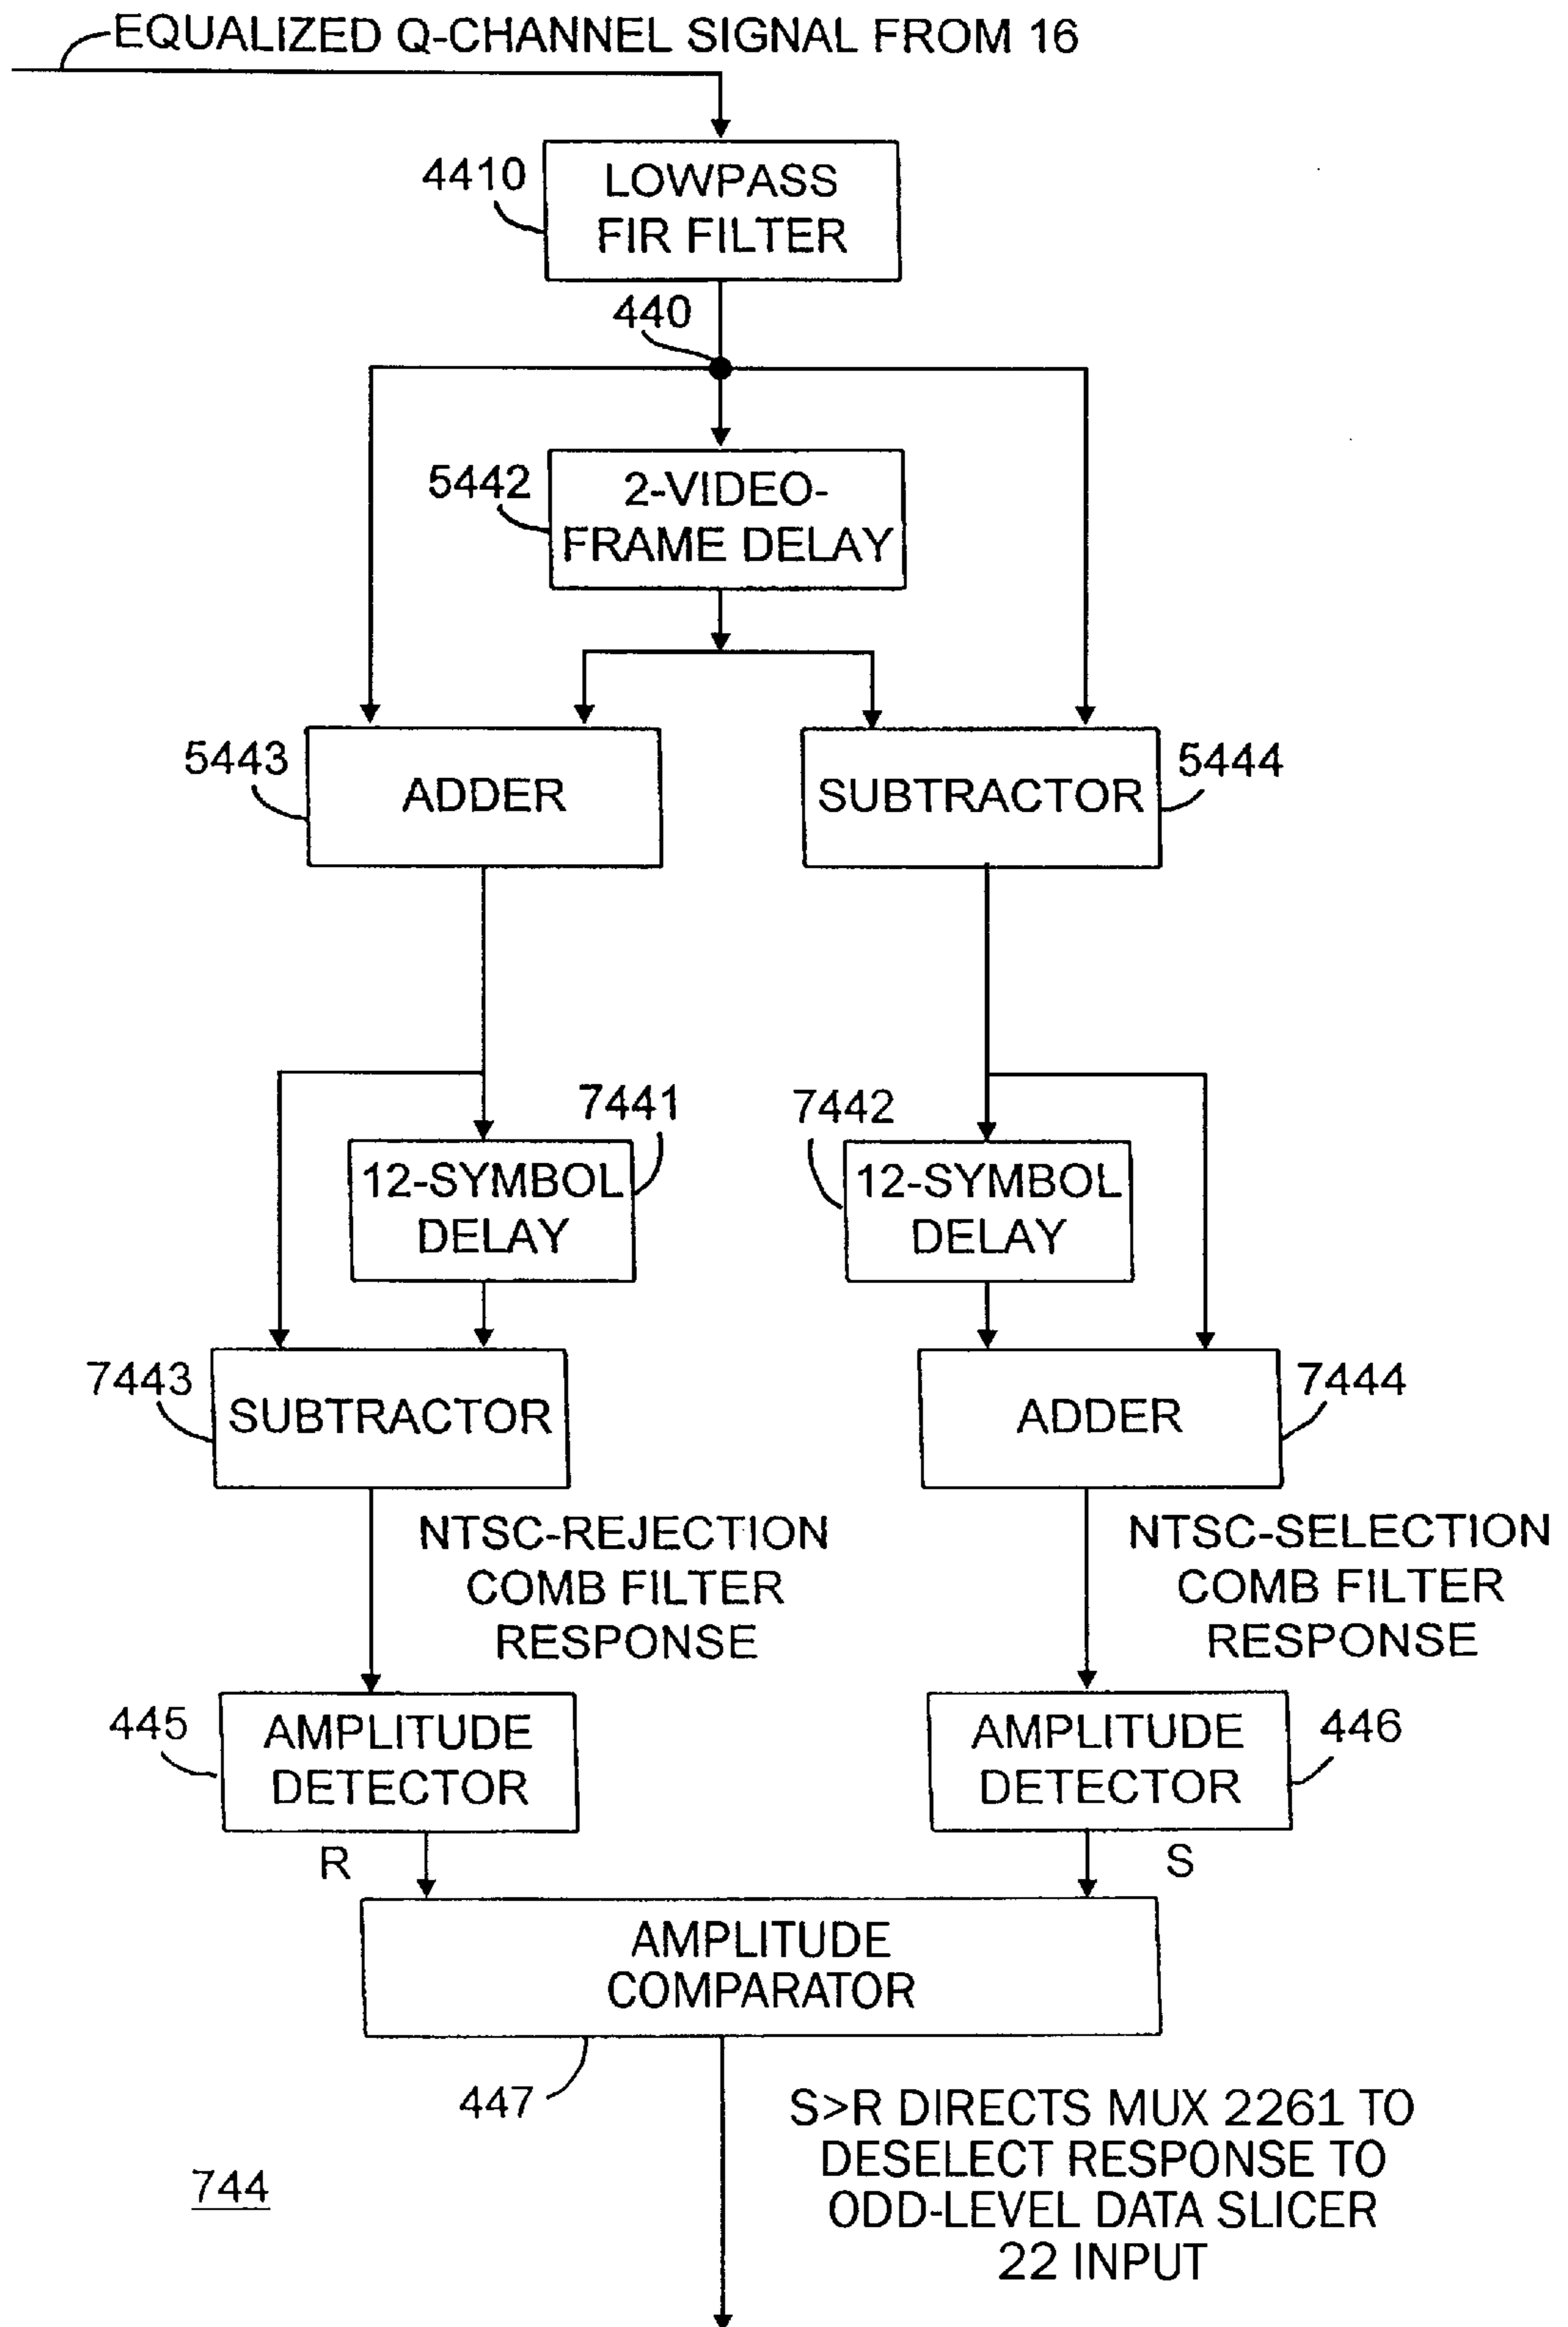 EQUALIZED Q-CHANNEL SIGNAL FROM 16
4410
LOWPASS
FIR FILTER
440
5442
2-VIDEO-
FRAME DELAY
5443
ADDER
SUBTRACTOR
5444
7441
12-SYMBOL
DELAY
7442
12-SYMBOL
DELAY
7443
SUBTRACTOR
ADDER
7444
NTSC-REJECTION
COMB FILTER
RESPONSE
NTSC-SELECTION
COMB FILTER
RESPONSE
445
AMPLITUDE
DETECTOR
AMPLITUDE
DETECTOR
446
R
S
AMPLITUDE
COMPARATOR
447
S>R DIRECTS MUX 2261 TO
DESELECT RESPONSE TO
ODD-LEVEL DATA SLICER
22 INPUT
744